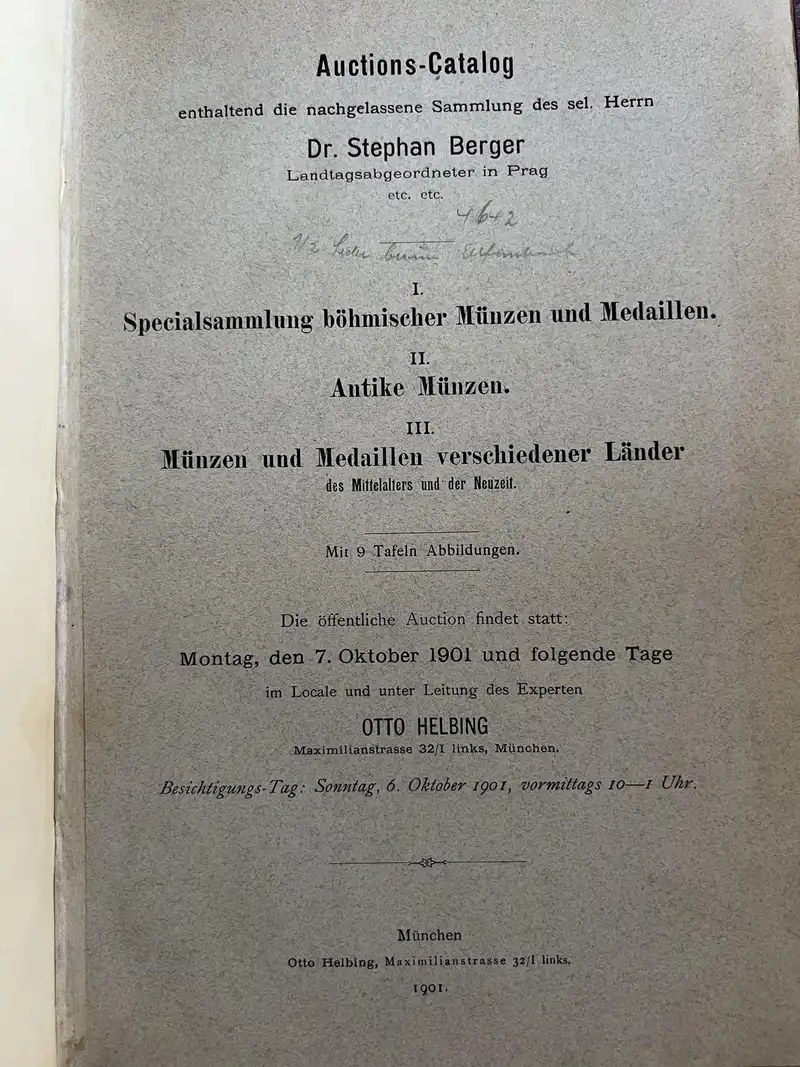 Auctions-Catalog
enthaltend die nachgelassene Sammlung des sel. Herrn
Dr. Stephan Berger
Landtagsabgeordneter in Prag
etc. etc.
4642
1/2
I.
Specialsammlung böhmischer Münzen und Medaillen.
II.
Antike Münzen.
III.
Münzen und Medaillen verschiedener Länder
des Mittelalters und der Neuzeit.
Mit 9 Tafeln Abbildungen.
Die öffentliche Auction findet statt:
Montag, den 7. Oktober 1901 und folgende Tage
im Locale und unter Leitung des Experten
OTTO HELBING
Maximilianstrasse 32/I links, München.
Besichtigungs-Tag: Sonntag, 6. Oktober 1901, vormittags 10—1 Uhr.
München
Otto Helbing, Maximilianstrasse 32/I links.
1901.